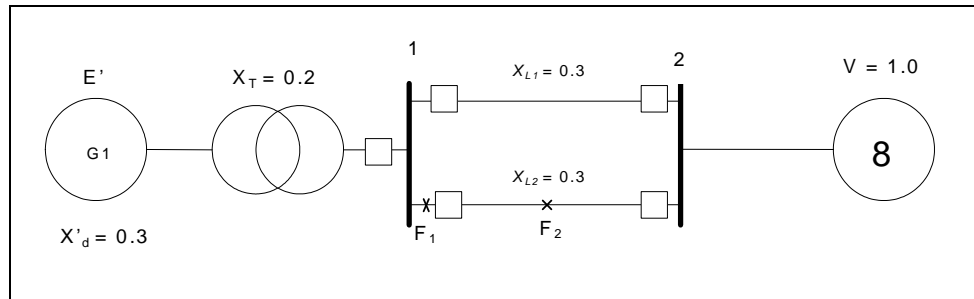 1
2
E'
X_T = 0.2
X_L1 = 0.3
V = 1.0
G1
8
X_L2 = 0.3
X'_d = 0.3
F_1
F_2